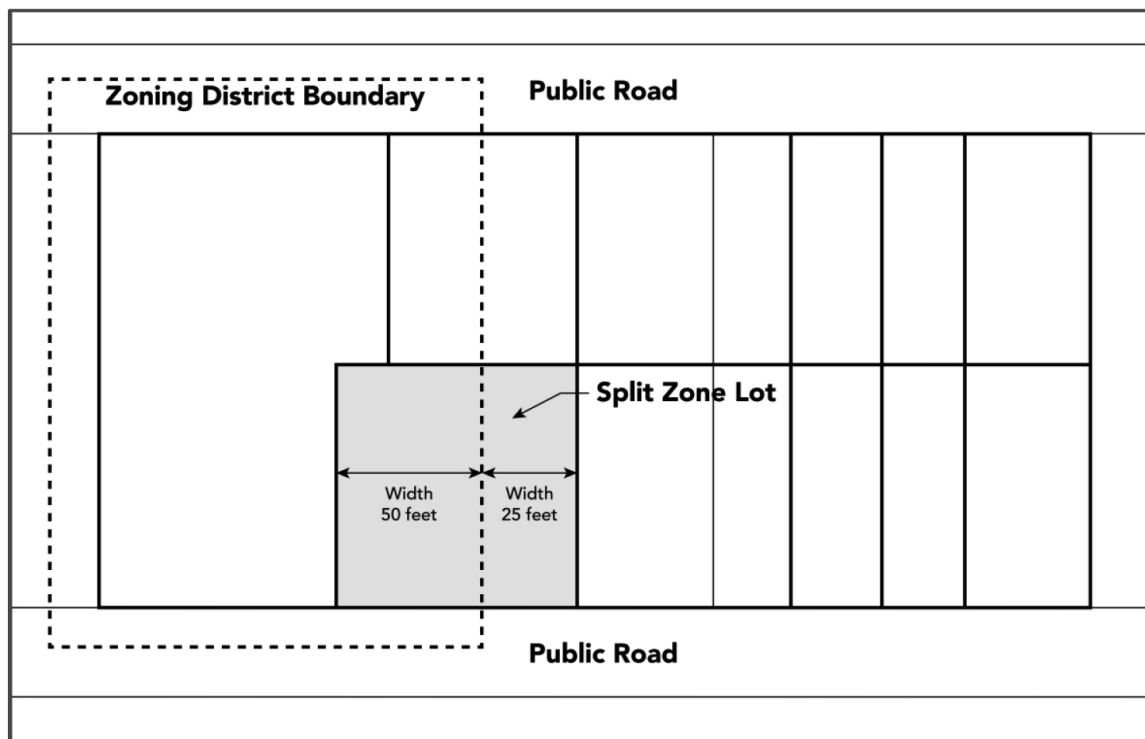 Zoning District Boundary
Public Road
Split Zone Lot
Width
50 feet
Width
25 feet
Public Road